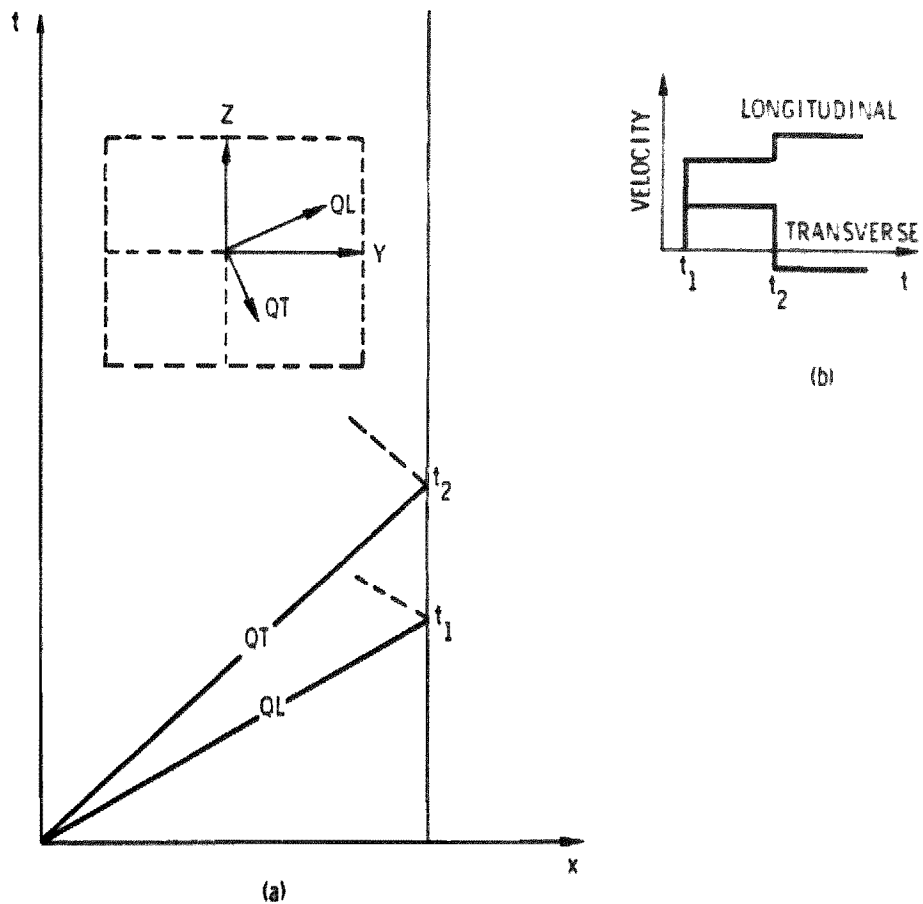 t
Z
QL
Y
QT
t2
t1
QT
QL
x
(a)
VELOCITY
LONGITUDINAL
TRANSVERSE
t1
t2
t
(b)